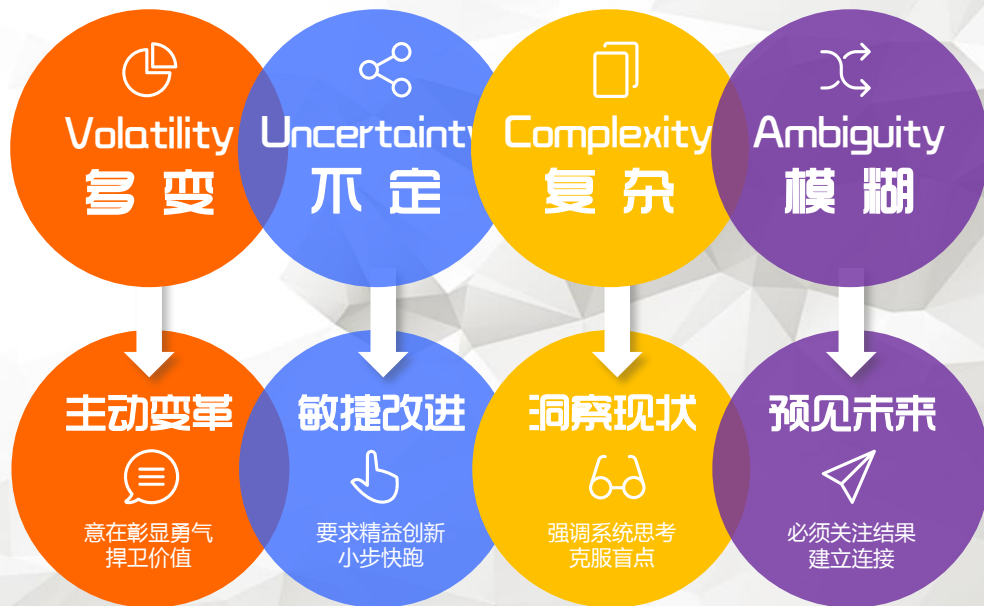 Volatility
多 变
Uncertainty
不 定
Complexity
复 杂
Ambiguity
模 糊
主动变革
意在彰显勇气
捍卫价值
敏捷改进
要求精益创新
小步快跑
洞察现状
强调系统思考
克服盲点
预见未来
必须关注结果
建立连接